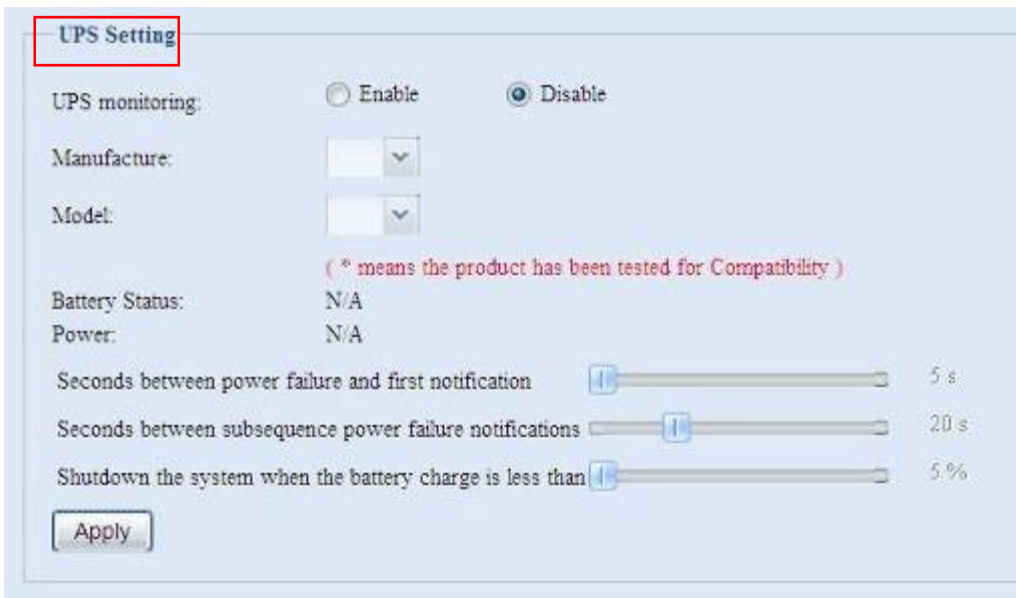 UPS Setting
UPS monitoring: Enable Disable
Manufacture:
Model:
( * means the product has been tested for Compatibility )
Battery Status: N/A
Power: N/A
Seconds between power failure and first notification 5 s
Seconds between subsequence power failure notifications 20 s
Shutdown the system when the battery charge is less than 5 %
Apply